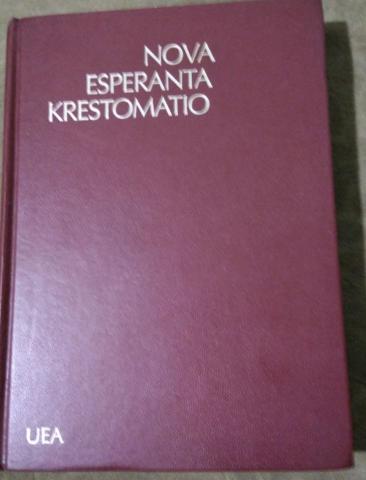 NOVA
ESPERANTA
KRESTOMATIO
UEA